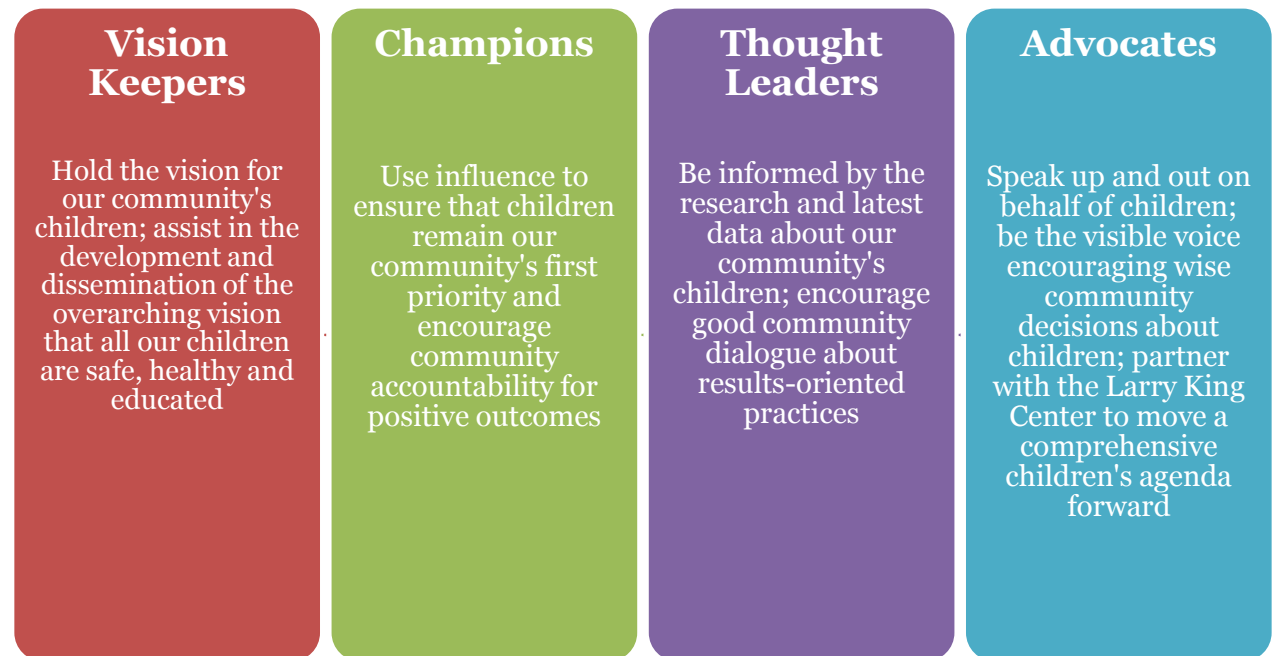 Vision
Keepers
Hold the vision for
our community's
children; assist in the
development and
dissemination of the
overarching vision
that all our children
are safe, healthy and
educated
Champions
Use influence to
ensure that children
remain our
community's first
priority and
encourage
community
accountability for
positive outcomes
Thought
Leaders
Be informed by the
research and latest
data about our
community's
children; encourage
good community
dialogue about
results-oriented
practices
Advocates
Speak up and out on
behalf of children;
be the visible voice
encouraging wise
community
decisions about
children; partner
with the Larry King
Center to move a
comprehensive
children's agenda
forward